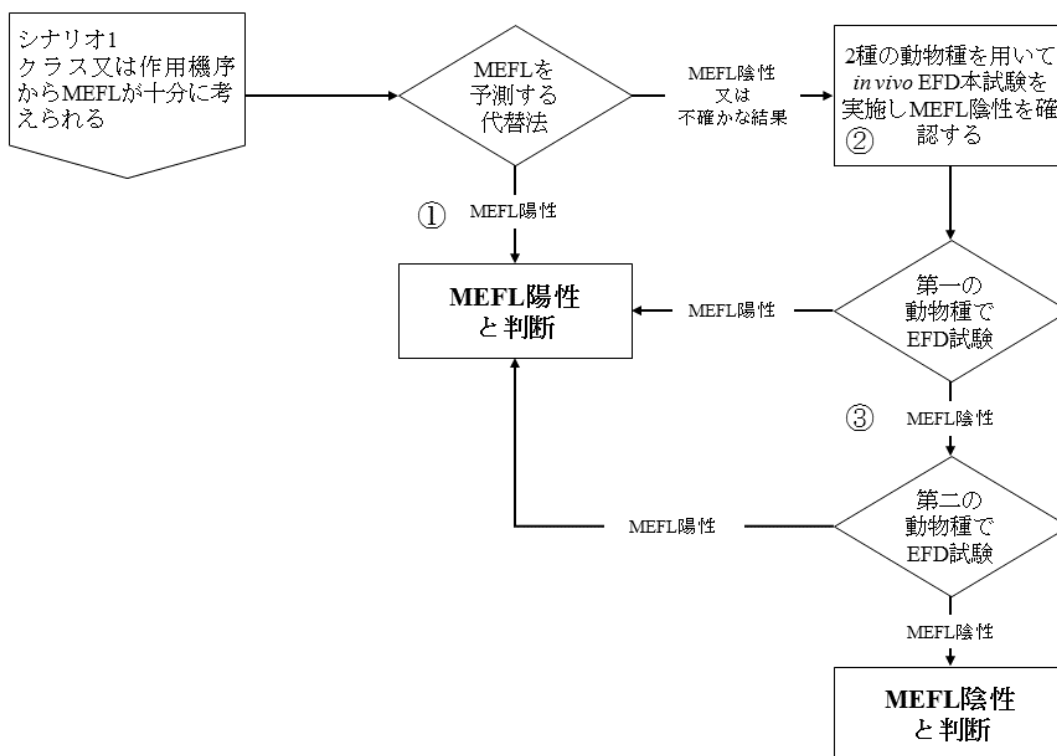 シナリオ1
クラス又は作用機序
からMEFLが十分に考
えられる
MEFLを
予測する
代替法
MEFL陰性
又は
不確かな結果
2種の動物種を用いて
in vivo EFD本試験を
実施しMEFL陰性を確
認する
②
①
MEFL陽性
MEFL陽性
と判断
MEFL陽性
第一の
動物種で
EFD試験
③
MEFL陰性
MEFL陽性
第二の
動物種で
EFD試験
MEFL陰性
MEFL陰性
と判断